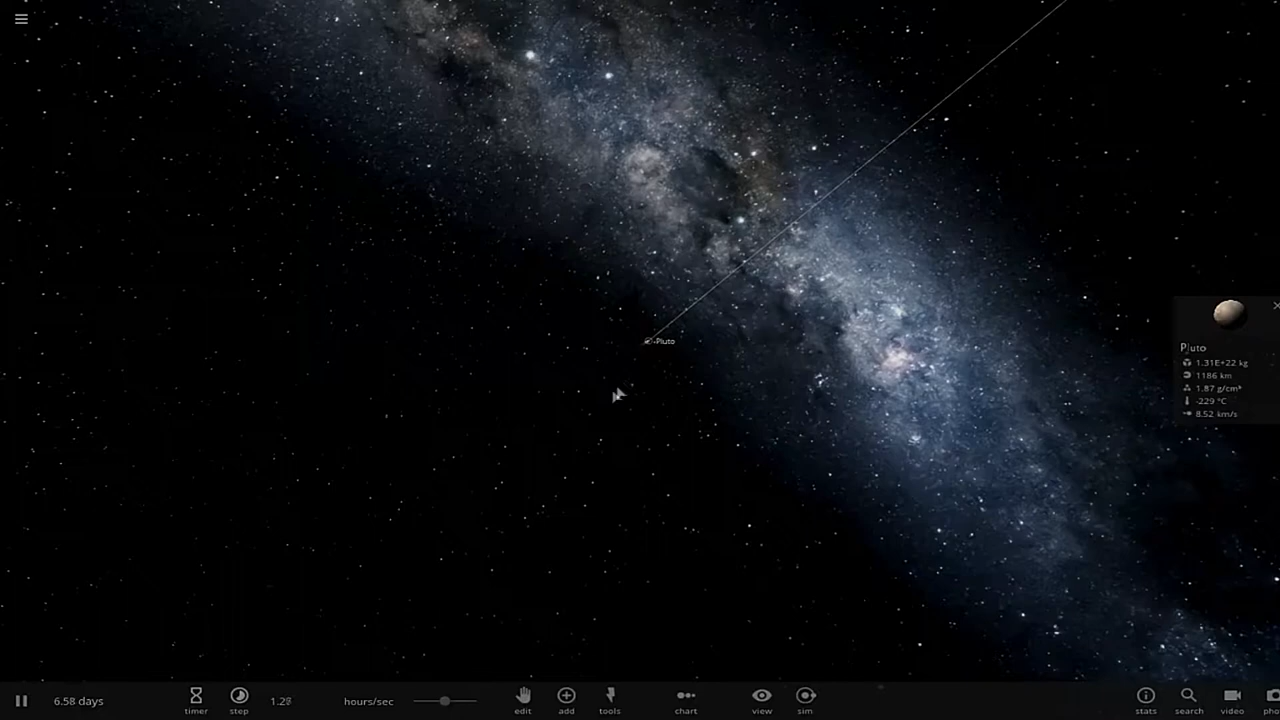 Pluto
Pluto
1.31E+22 kg
1186 km
1.87 g/cm³
-229 °C
8.52 km/s
6.58 days
timer
step
hours/sec
edit
add
tools
chart
view
sim
stats
search
video